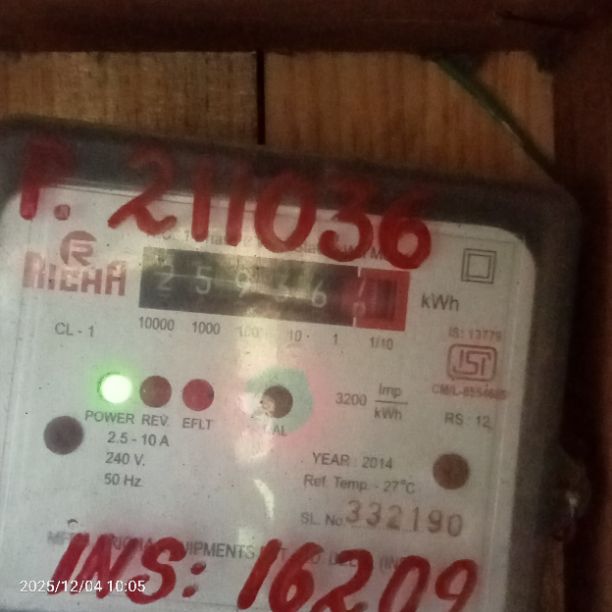 P. 211036
RICHA
25936
kWh
10000 1000 100 10 1 1/10
CL - 1
IS: 13779
ISI
3200 Imp/kWh
CM/L-
RS : 12
POWER REV. EFLT CAL
2.5 - 10 A
240 V.
50 Hz
YEAR : 2014
Ref. Temp. - 27°C
SL. No. 332190
INS: 16209
2025/12/04 10:05